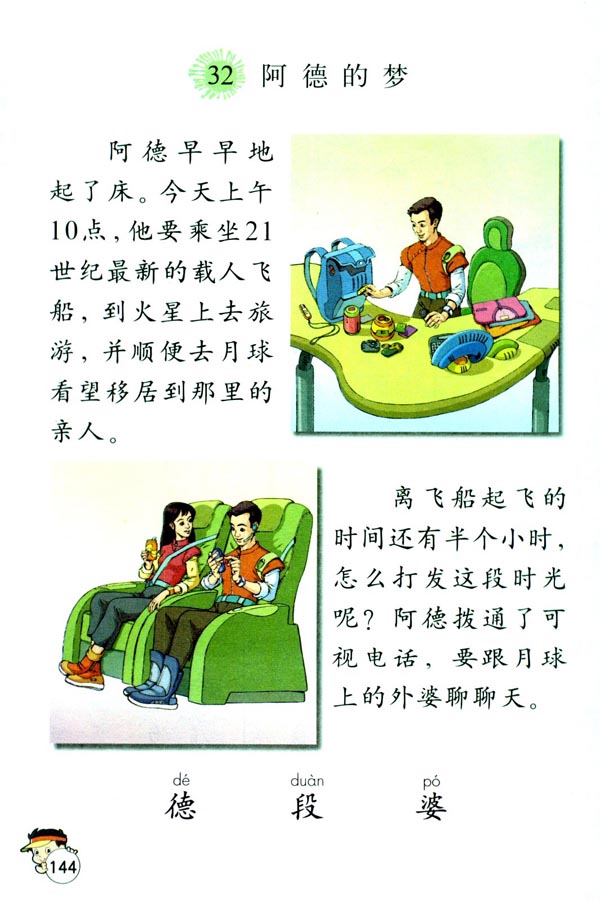 32 阿德的梦
阿德早早地
起了床。今天上午
10点，他要乘坐21
世纪最新的载人飞
船，到火星上去旅
游，并顺便去月球
看望移居到那里的
亲人。
离飞船起飞的
时间还有半个小时，
怎么打发这段时光
呢？阿德拨通了可
视电话，要跟月球
上的外婆聊聊天。
dé duàn pó
德 段 婆
144